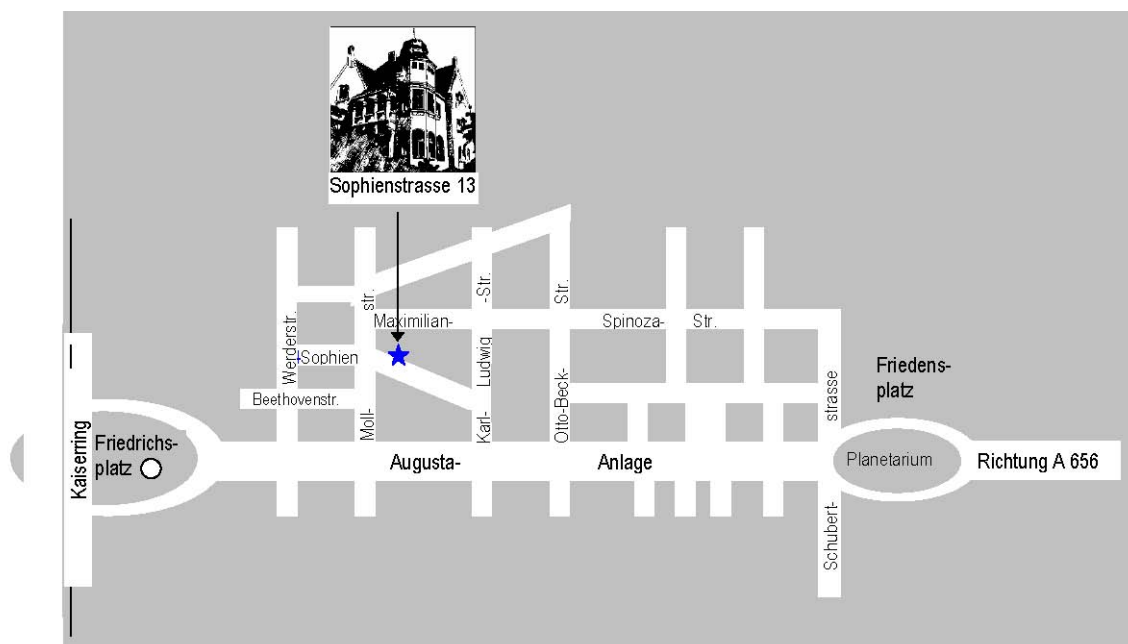 Sophienstrasse 13
Werderstr.
Moll-
str.
Maximilian-
-Sophien
Beethovenstr.
Karl-
Ludwig
-Str.
Otto-Beck-
Str.
Spinoza-
Str.
Kaiserring
Friedrichs-
platz
Augusta-
Anlage
Schubert-
strasse
Friedens-
platz
Planetarium
Richtung A 656